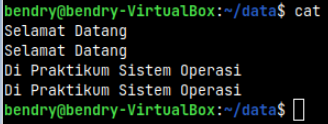 bendry@bendry-VirtualBox:~/data$ cat
Selamat Datang
Selamat Datang
Di Praktikum Sistem Operasi
Di Praktikum Sistem Operasi
bendry@bendry-VirtualBox:~/data$